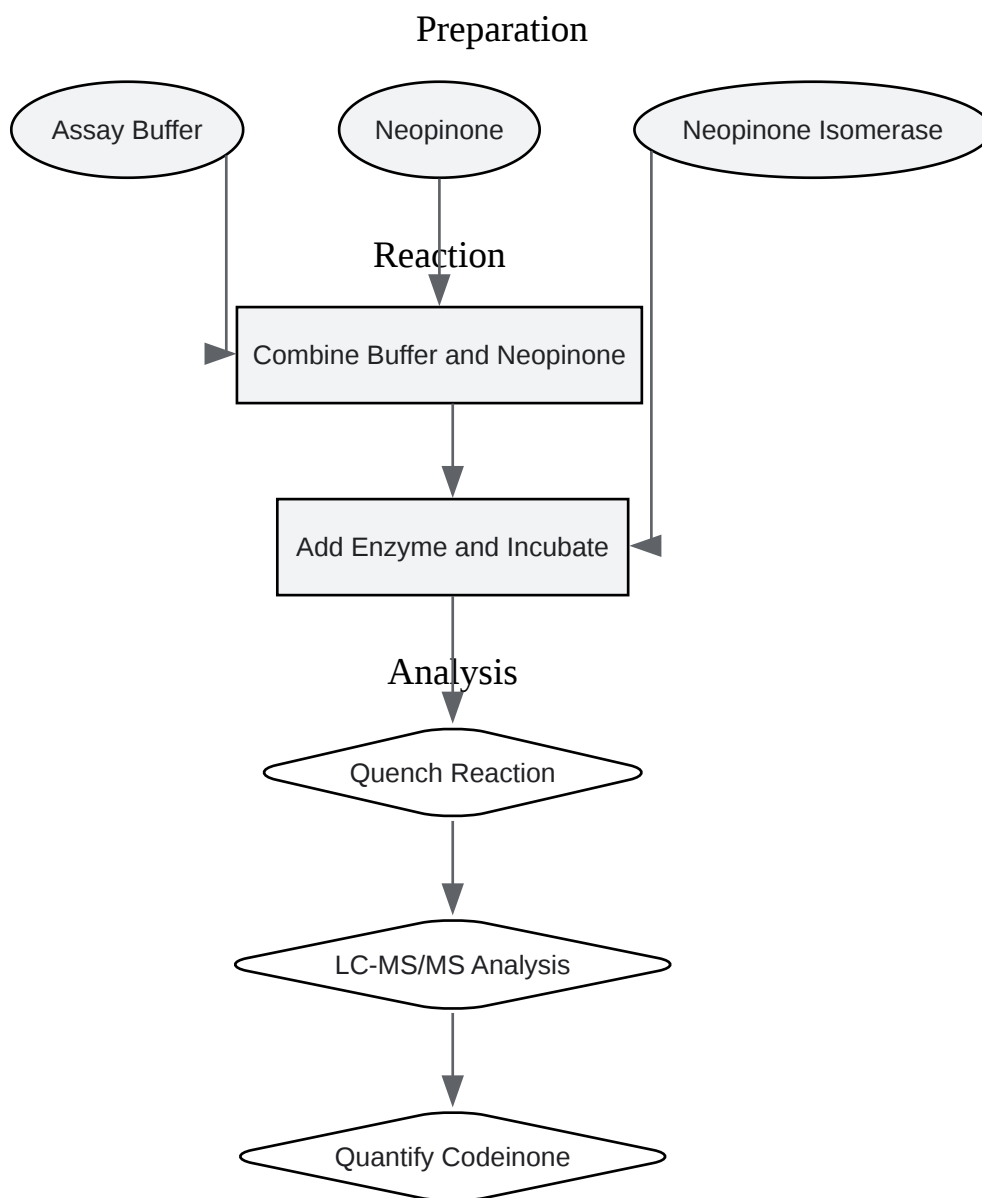 Preparation
Assay Buffer
Neopinone
Neopinone Isomerase
Reaction
Combine Buffer and Neopinone
Add Enzyme and Incubate
Analysis
Quench Reaction
LC-MS/MS Analysis
Quantify Codeinone